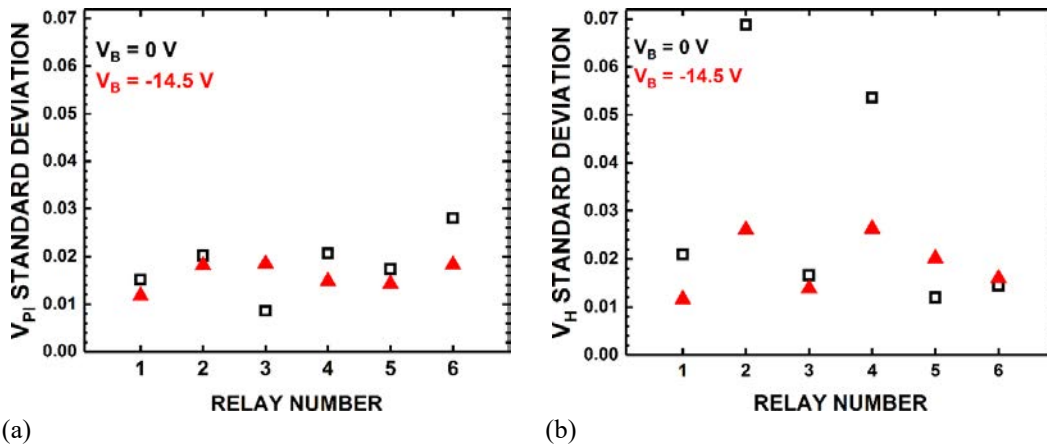 V_PI STANDARD DEVIATION
0.07
0.06
0.05
0.04
0.03
0.02
0.01
0.00
V_B = 0 V
V_B = -14.5 V
1 2 3 4 5 6
RELAY NUMBER
(a)
V_H STANDARD DEVIATION
0.07
0.06
0.05
0.04
0.03
0.02
0.01
0.00
V_B = 0 V
V_B = -14.5 V
1 2 3 4 5 6
RELAY NUMBER
(b)